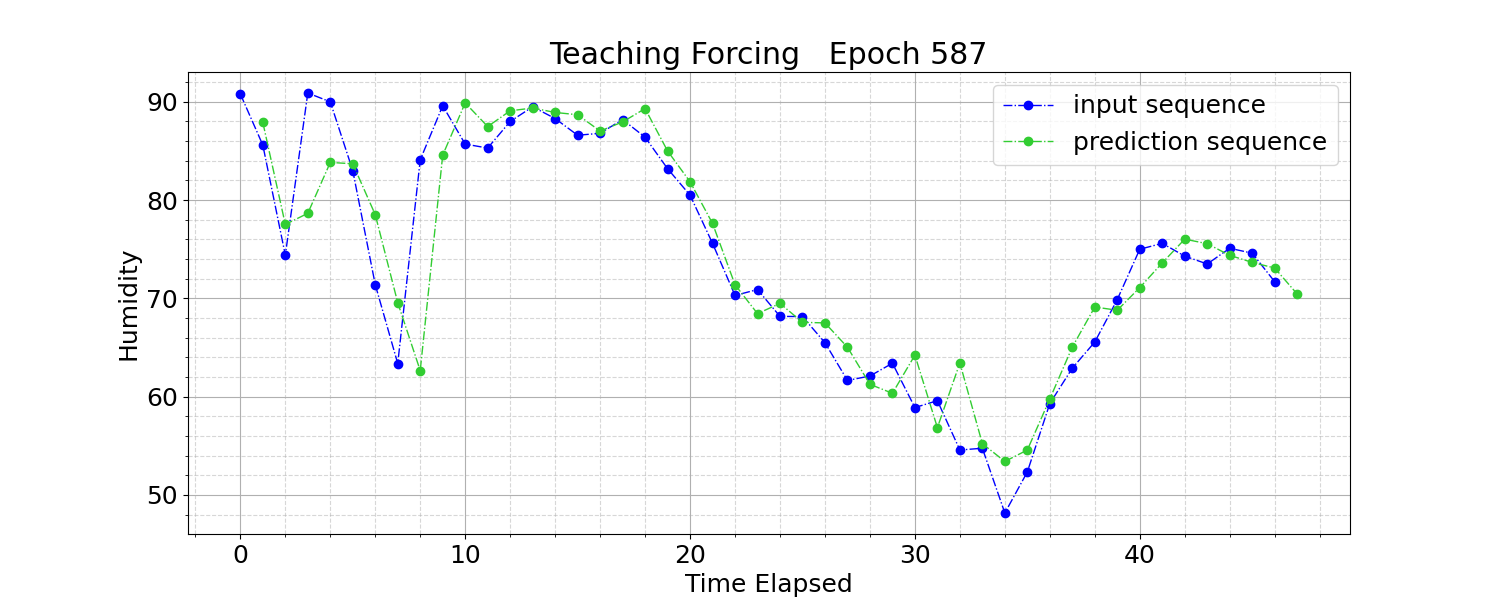 Teaching Forcing   Epoch 587
input sequence
prediction sequence
Humidity
90
80
70
60
50
0 10 20 30 40
Time Elapsed